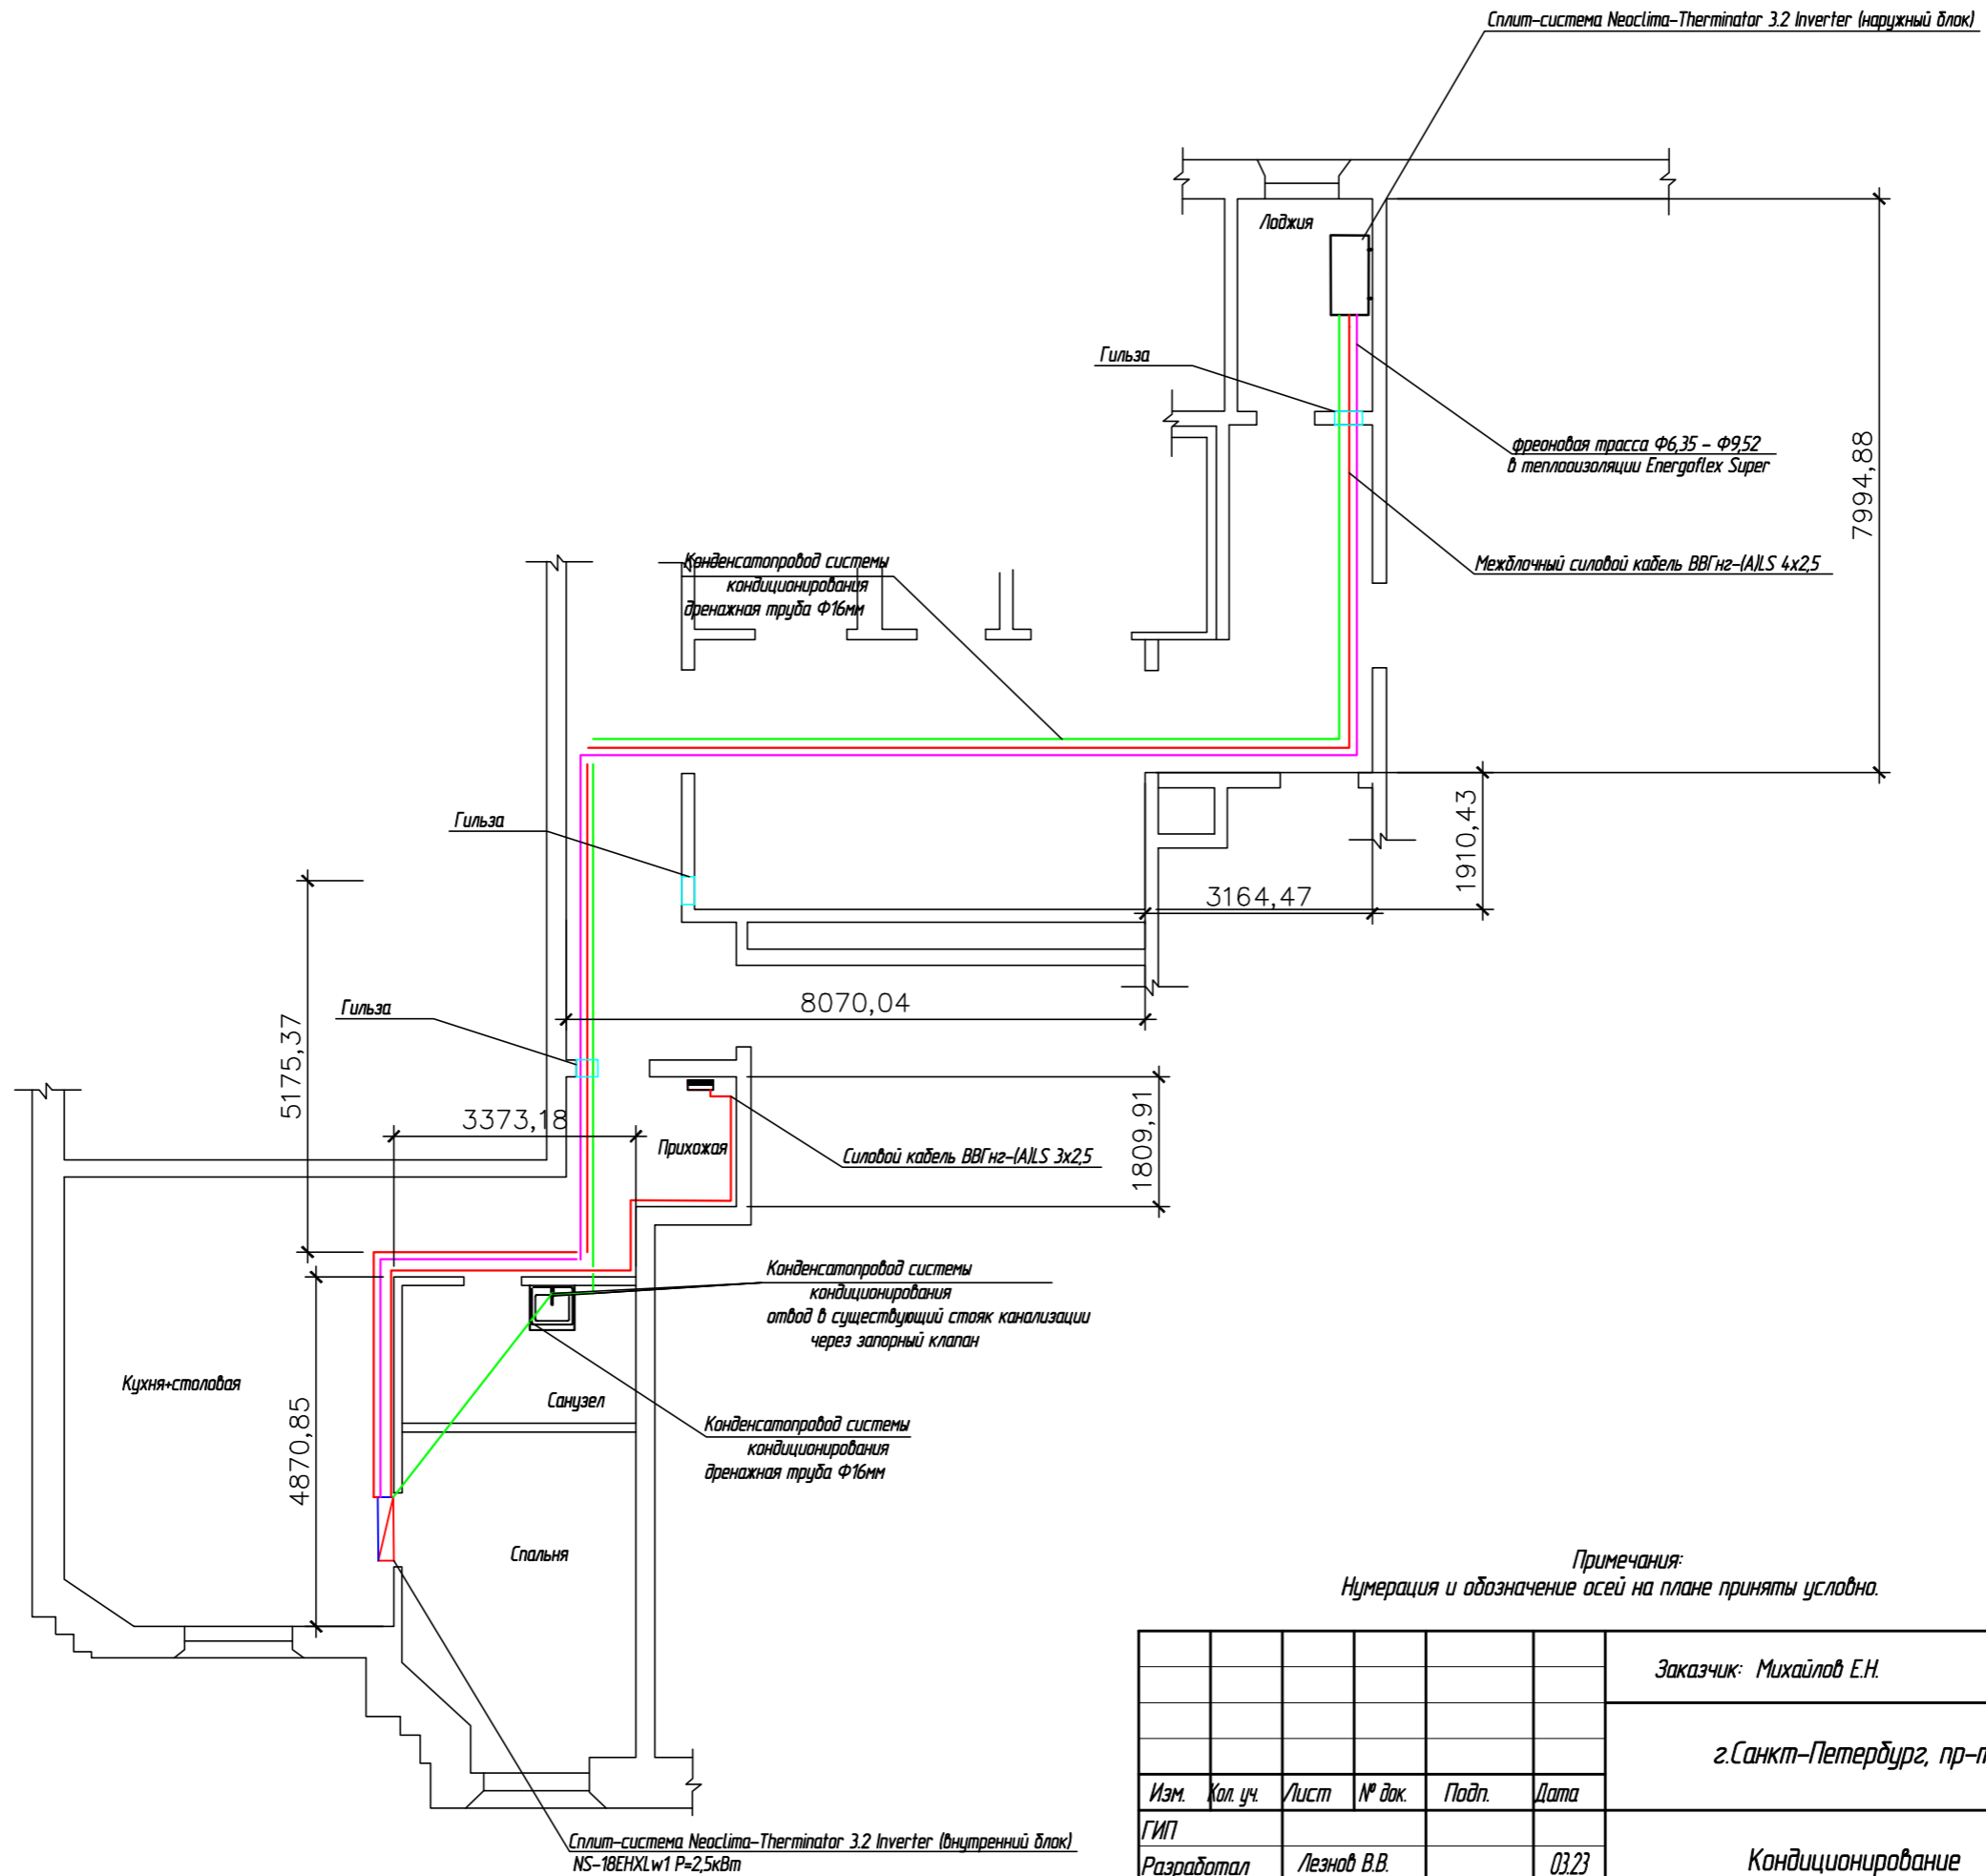 Сплит-система Neoclima-Therminator 3.2 Inverter (наружный блок)
Лоджия
Гильза
фреоновая трасса Ф6,35 - Ф9,52
в теплооизоляции Energoflex Super
7994,88
Конденсатопровод системы
кондиционирования
дренажная труба Ф16мм
Межблочный силовой кабель ВВГнг-(А)LS 4х2,5
Гильза
1910,43
3164,47
8070,04
Гильза
5175,37
3373,18
Прихожая
Силовой кабель ВВГнг-(А)LS 3х2,5
1809,91
Конденсатопровод системы
кондиционирования
отвод в существующий стояк канализации
через запорный клапан
Кухня+столовая
4870,85
Санузел
Конденсатопровод системы
кондиционирования
дренажная труба Ф16мм
Спальня
Примечания:
Нумерация и обозначение осей на плане приняты условно.
Заказчик: Михайлов Е.Н.
г.Санкт-Петербург, пр-т
Изм. Кол. уч. Лист № док. Подп. Дата
ГИП
Разработал Лезнов В.В. 03.23
Кондиционирование
Сплит-система Neoclima-Therminator 3.2 Inverter (внутренний блок)
NS-18EHXLw1 P=2,5кВт